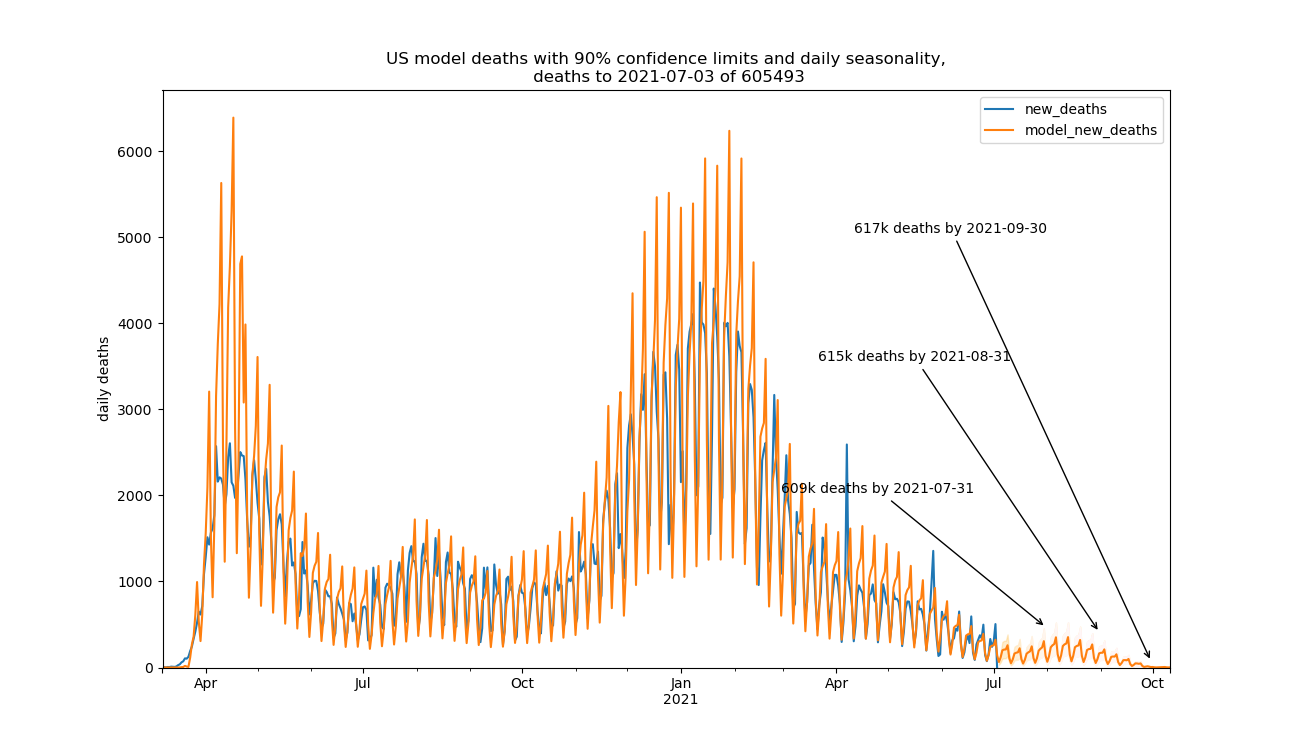 US model deaths with 90% confidence limits and daily seasonality,
deaths to 2021-07-03 of 605493
new_deaths
model_new_deaths
617k deaths by 2021-09-30
615k deaths by 2021-08-31
609k deaths by 2021-07-31
daily deaths
6000
5000
4000
3000
2000
1000
0
Apr
Jul
Oct
Jan
2021
Apr
Jul
Oct